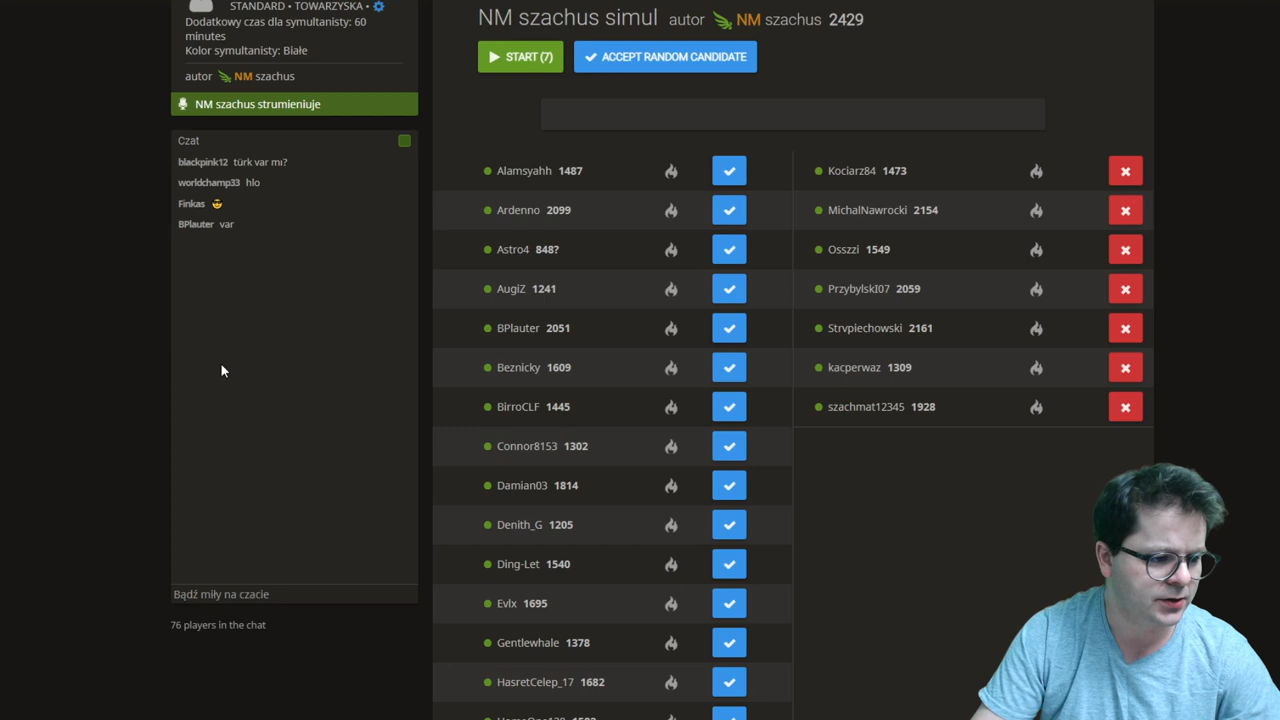 STANDARD • TOWARZYSKA •
Dodatkowy czas dla symultanisty: 60
minutes
Kolor symultanisty: Białe
autor NM szachus
NM szachus strumieniuje
Czat
blackpink12 türk var mı?
worldchamp33 hlo
Finkas 😎
BPlauter var
Bądź miły na czacie
76 players in the chat
NM szachus simul autor NM szachus 2429
START (7)
ACCEPT RANDOM CANDIDATE
Alamsyahh 1487
Ardenno 2099
Astro4 848?
AugiZ 1241
BPlauter 2051
Beznicky 1609
BirroCLF 1445
Connor8153 1302
Damian03 1814
Denith_G 1205
Ding-Let 1540
Evlx 1695
Gentlewhale 1378
HasretCelep_17 1682
Kociarz84 1473
MichalNawrocki 2154
Osszzi 1549
PrzybylskI07 2059
Strvpiechowski 2161
kacperwaz 1309
szachmat12345 1928